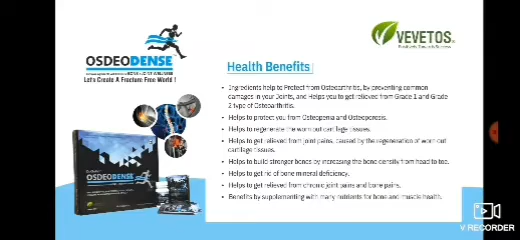 OSDEODENSE
Let's Create A Fracture Free World !
VEVETOS
Health Benefits
Ingredients help to Protect from Osteoarthritis, by preventing common
damages in your Joints, and Helps you to get relieved from Grade 1 and Grade
2 type of Osteoarthritis.
Helps to protect you from Osteopenia and Osteoporosis.
Helps to regenerate the worn out cartilage tissues.
Helps to get relieved from joint pains, caused by the regeneration of worn out
cartilage tissues.
Helps to build stronger bones by increasing the bone density from head to toe.
Helps to get rid of bone mineral deficiency.
Helps to get relieved from chronic joint pains and bone pains.
Benefits by supplementing with many nutrients for bone and muscle health.
OSDEODENSE
V RECORDER